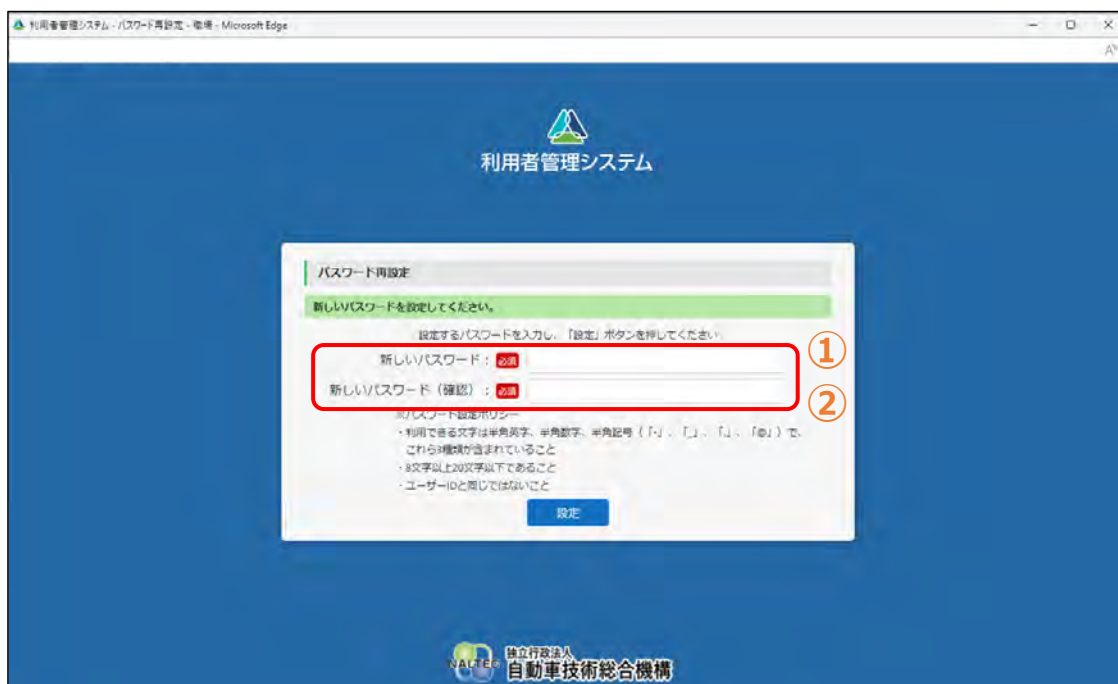 利用者管理システム - パスワード再設定 - 職場 - Microsoft Edge
利用者管理システム
パスワード再設定
新しいパスワードを設定してください。
設定するパスワードを入力し、「設定」ボタンを押してください
新しいパスワード : 必須
①
新しいパスワード（確認） : 必須
②
※パスワード設定ポリシー
・利用できる文字は半角英字、半角数字、半角記号（「-」、「_」、「.」、「@」）で、
これら3種類が含まれていること
・8文字以上20文字以下であること
・ユーザーIDと同じではないこと
設定
NALTEC 独立行政法人
自動車技術総合機構